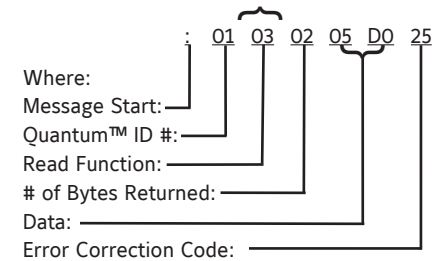 : 01 03 02 05 D0 25
Where:
Message Start:
Quantum™ ID #:
Read Function:
# of Bytes Returned:
Data:
Error Correction Code: